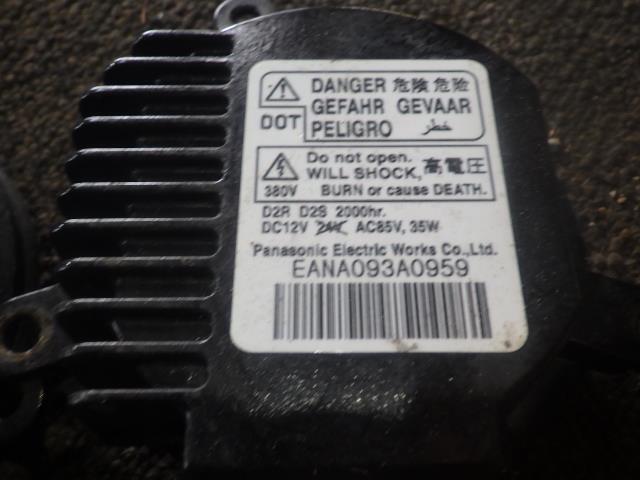 DANGER 危険 危险
GEFAHR GEVAAR
DOT PELIGRO خطر
Do not open.
WILL SHOCK, 高電圧
380V BURN or cause DEATH.
D2R D2S 2000hr.
DC12V 24V AC85V, 35W
Panasonic Electric Works Co.,Ltd.
EANA093A0959